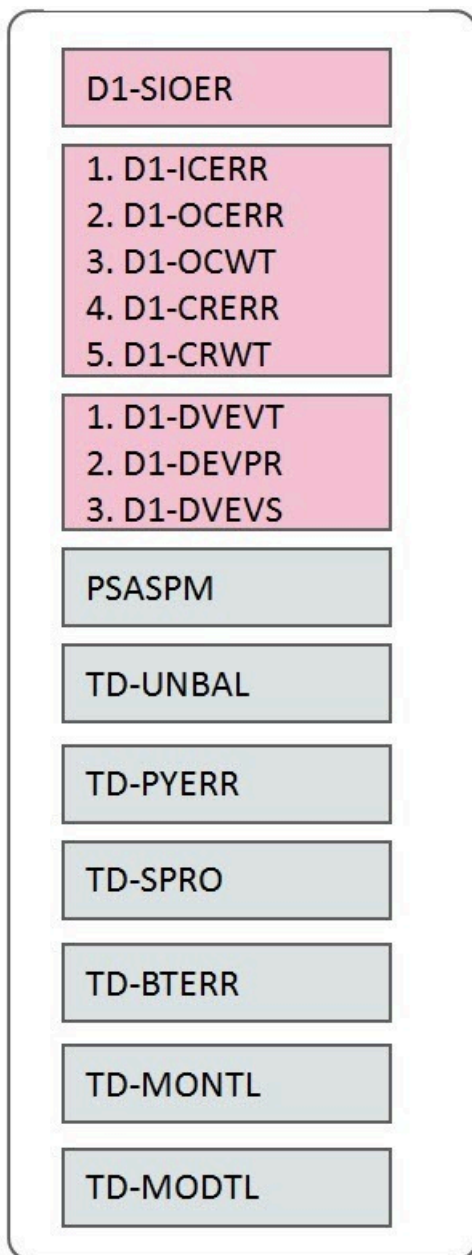 D1-SIOER
1. D1-ICERR
2. D1-OCERR
3. D1-OCWT
4. D1-CRERR
5. D1-CRWT
1. D1-DVEVT
2. D1-DEVPR
3. D1-DVEVS
PSASPM
TD-UNBAL
TD-PYERR
TD-SPRO
TD-BTERR
TD-MONTL
TD-MODTL